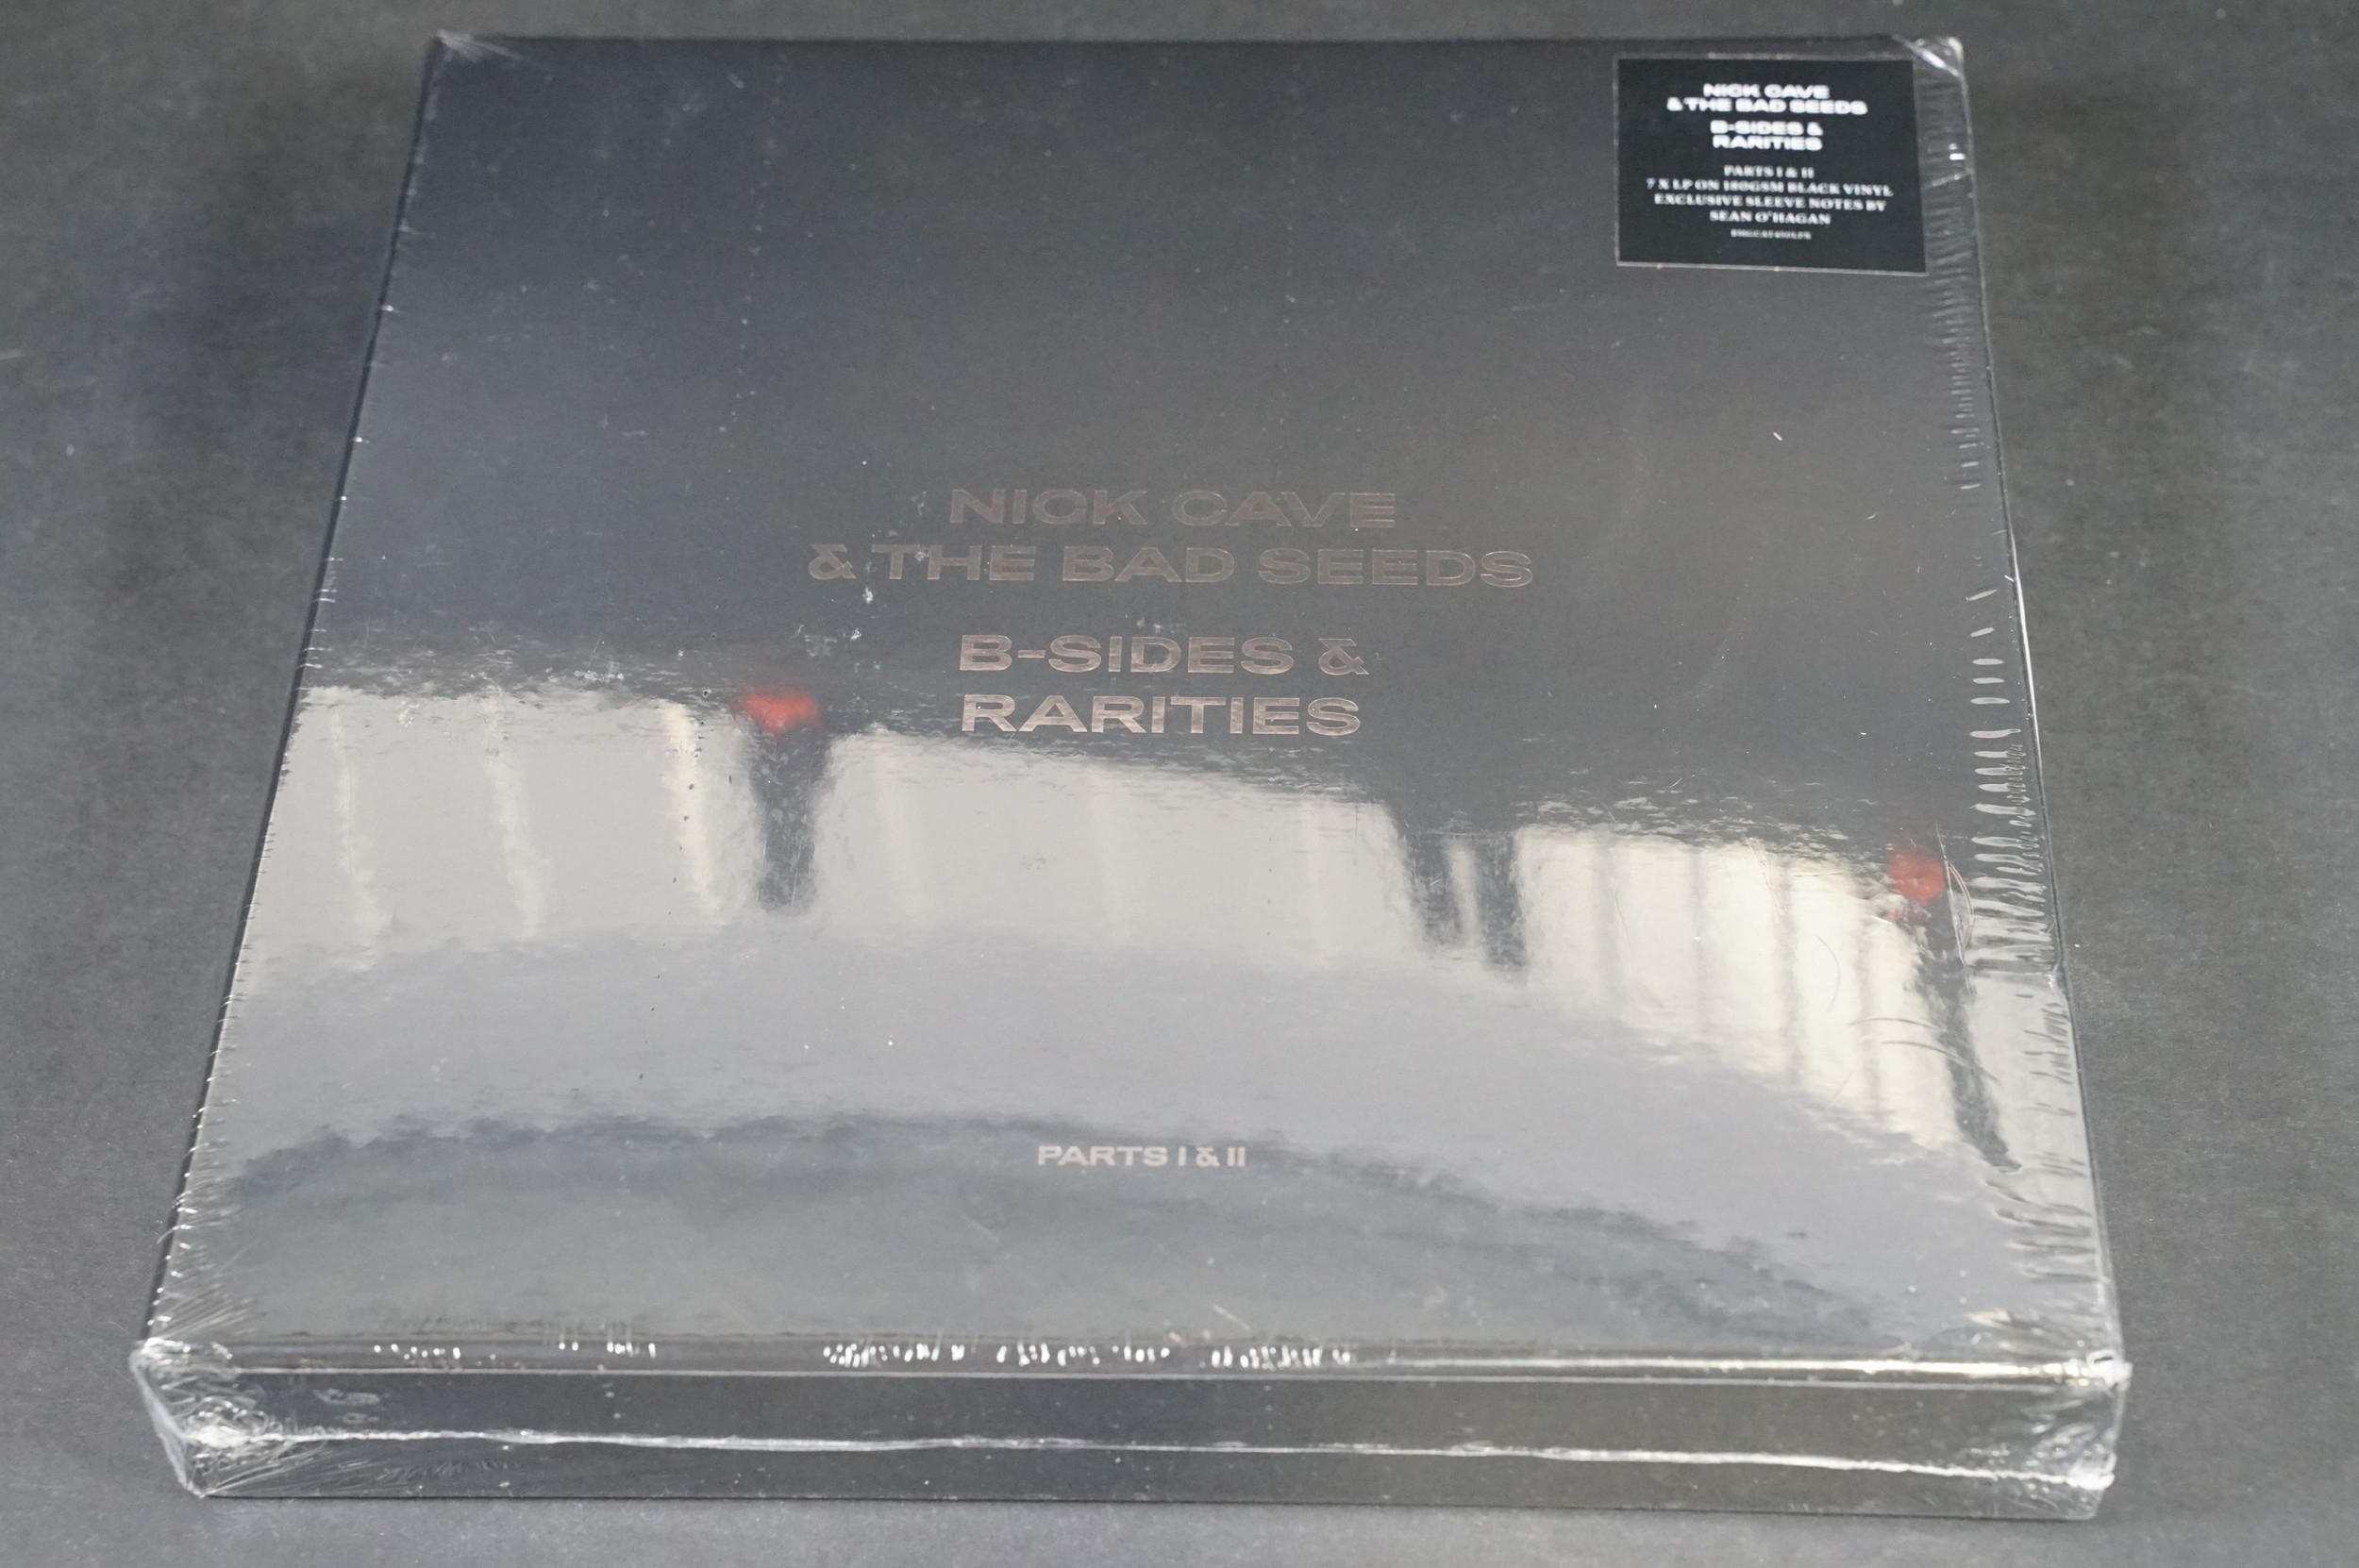 NICK CAVE
& THE BAD SEEDS
B-SIDES &
RARITIES
PARTS I & II
7 X LP ON 180GSM BLACK VINYL
EXCLUSIVE SLEEVE NOTES BY
SEAN O'HAGAN
NICK CAVE
& THE BAD SEEDS
B-SIDES &
RARITIES
PARTS I & II